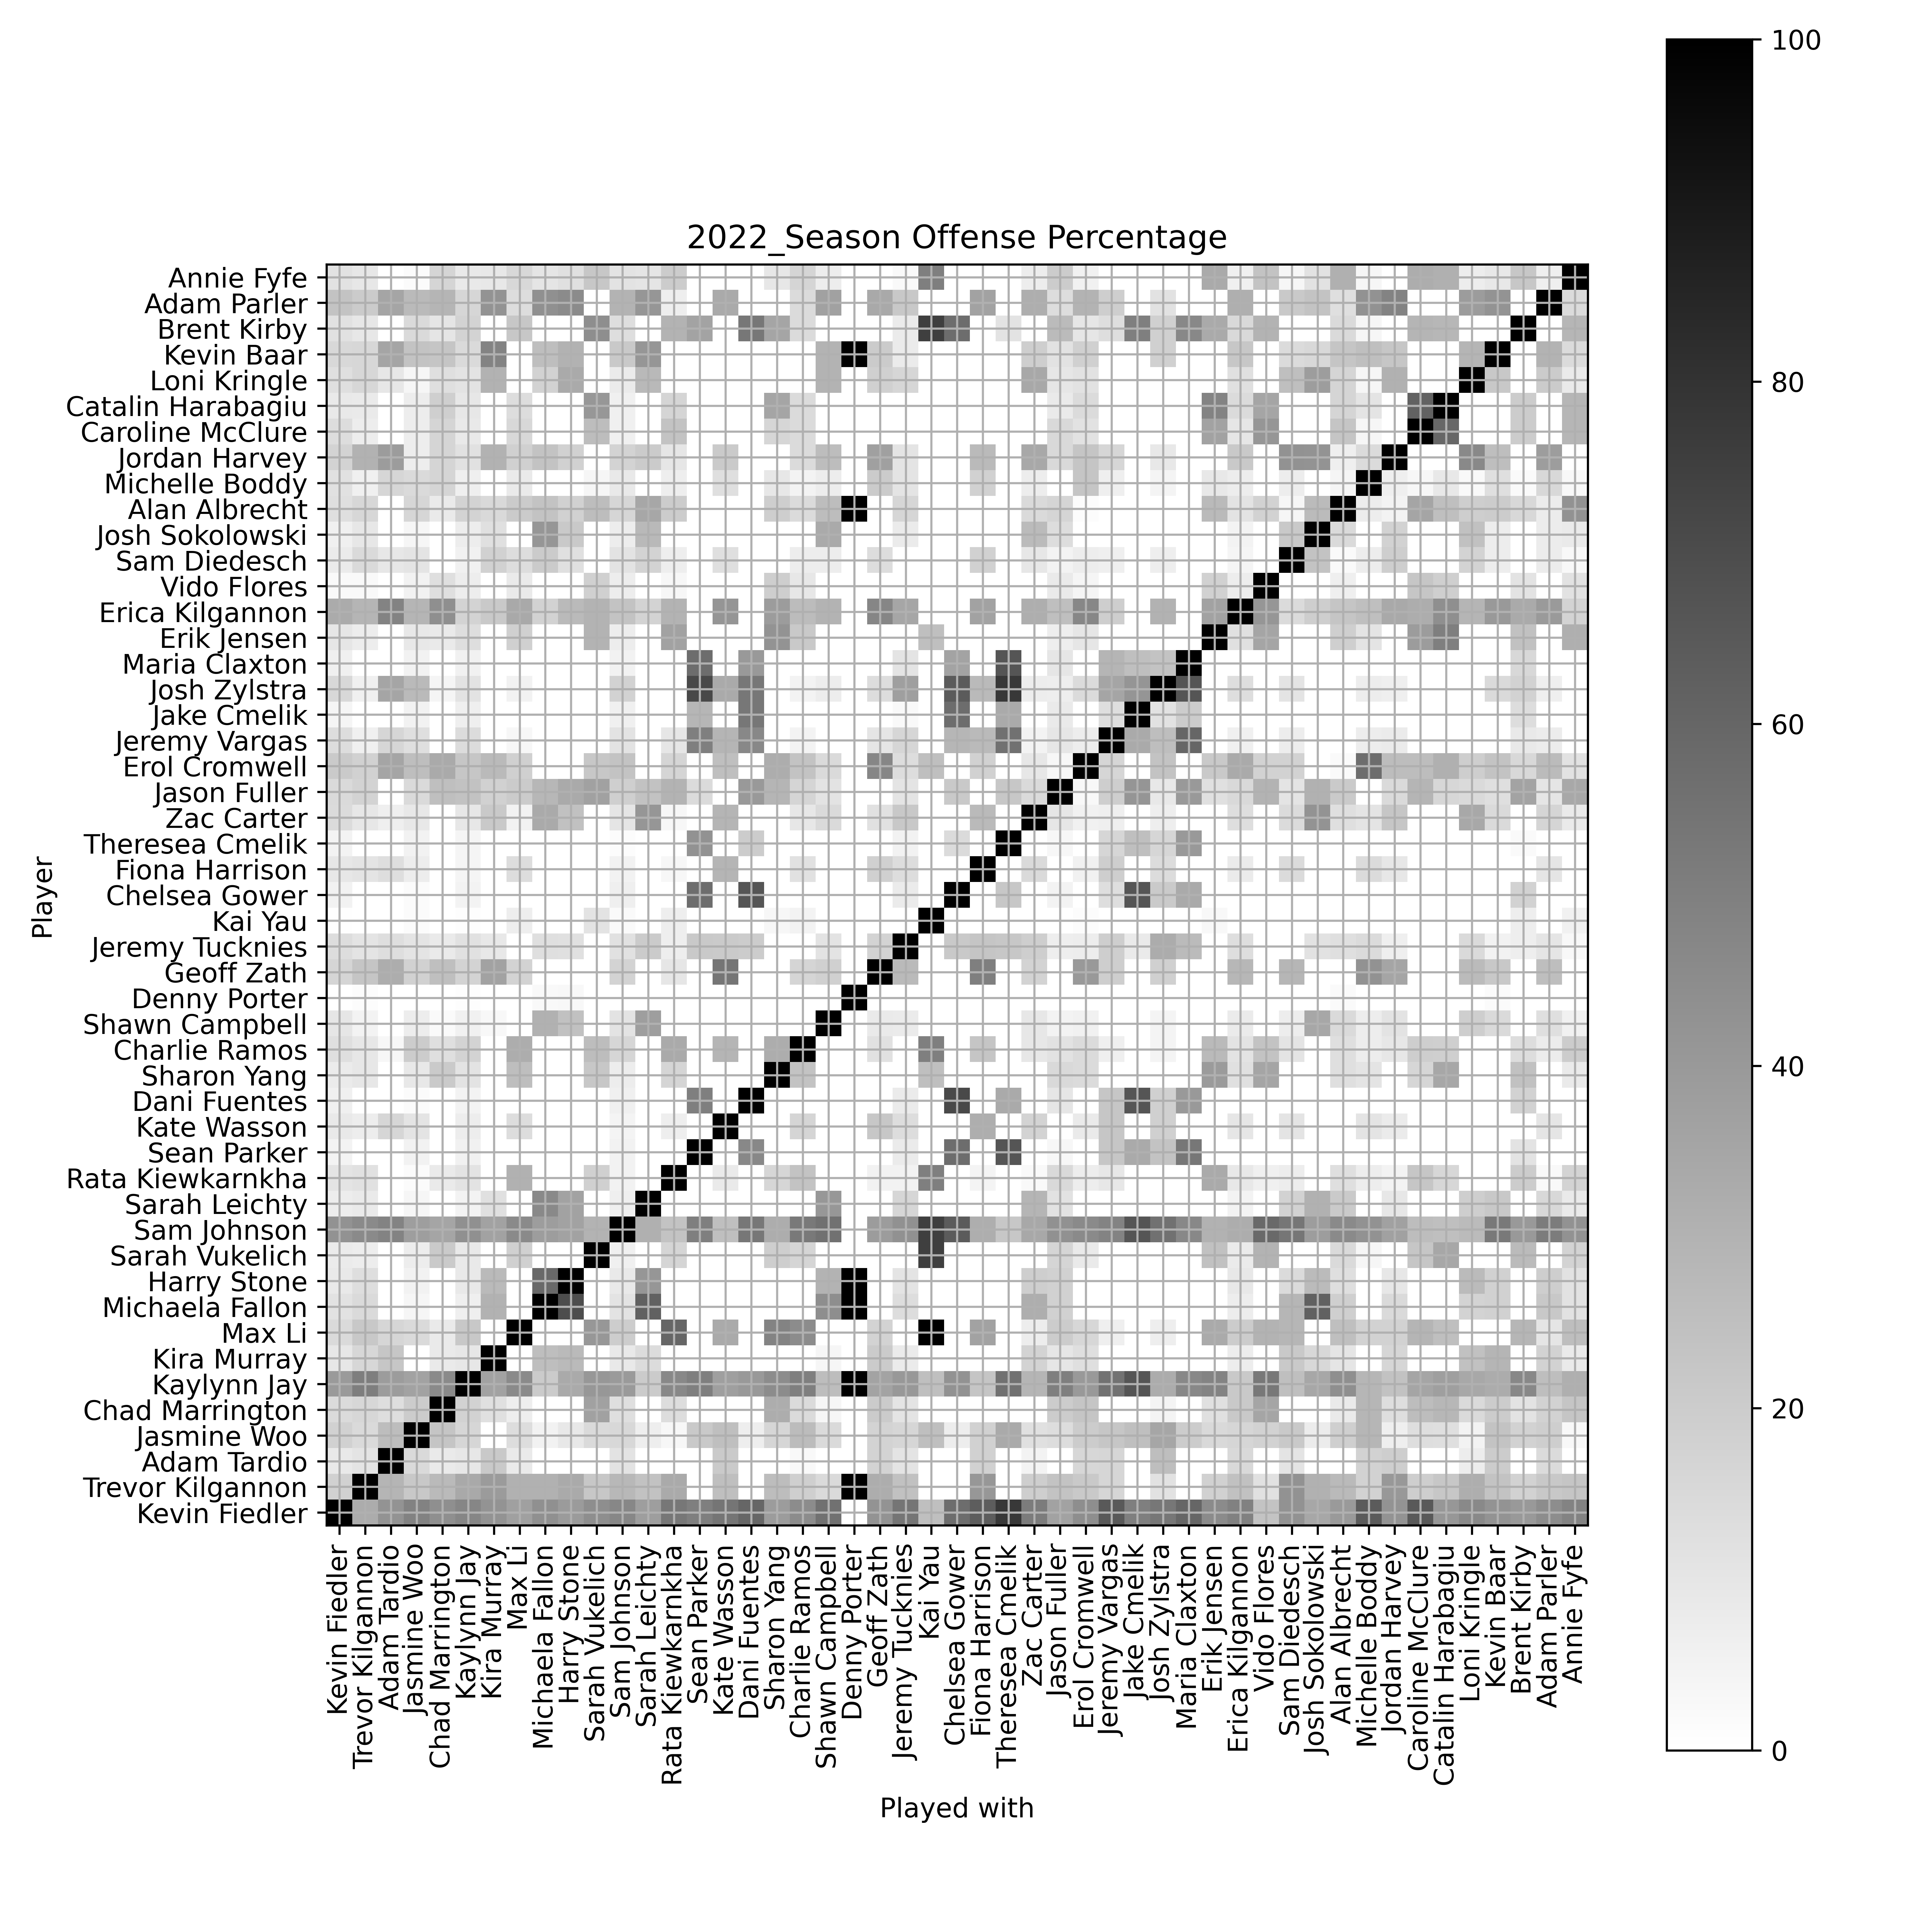 2022_Season Offense Percentage
Annie Fyfe
Adam Parler
Brent Kirby
Kevin Baar
Loni Kringle
Catalin Harabagiu
Caroline McClure
Jordan Harvey
Michelle Boddy
Alan Albrecht
Josh Sokolowski
Sam Diedesch
Vido Flores
Erica Kilgannon
Erik Jensen
Maria Claxton
Josh Zylstra
Jake Cmelik
Jeremy Vargas
Erol Cromwell
Jason Fuller
Zac Carter
Theresea Cmelik
Fiona Harrison
Chelsea Gower
Kai Yau
Jeremy Tucknies
Geoff Zath
Denny Porter
Shawn Campbell
Charlie Ramos
Sharon Yang
Dani Fuentes
Kate Wasson
Sean Parker
Rata Kiewkarnkha
Sarah Leichty
Sam Johnson
Sarah Vukelich
Harry Stone
Michaela Fallon
Max Li
Kira Murray
Kaylynn Jay
Chad Marrington
Jasmine Woo
Adam Tardio
Trevor Kilgannon
Kevin Fiedler
Player
Kevin Fiedler
Trevor Kilgannon
Adam Tardio
Jasmine Woo
Chad Marrington
Kaylynn Jay
Kira Murray
Max Li
Michaela Fallon
Harry Stone
Sarah Vukelich
Sam Johnson
Sarah Leichty
Rata Kiewkarnkha
Sean Parker
Kate Wasson
Dani Fuentes
Sharon Yang
Charlie Ramos
Shawn Campbell
Denny Porter
Geoff Zath
Jeremy Tucknies
Kai Yau
Chelsea Gower
Fiona Harrison
Theresea Cmelik
Zac Carter
Jason Fuller
Erol Cromwell
Jeremy Vargas
Jake Cmelik
Josh Zylstra
Maria Claxton
Erik Jensen
Erica Kilgannon
Vido Flores
Sam Diedesch
Josh Sokolowski
Alan Albrecht
Michelle Boddy
Jordan Harvey
Caroline McClure
Catalin Harabagiu
Loni Kringle
Kevin Baar
Brent Kirby
Adam Parler
Annie Fyfe
Played with
100
80
60
40
20
0